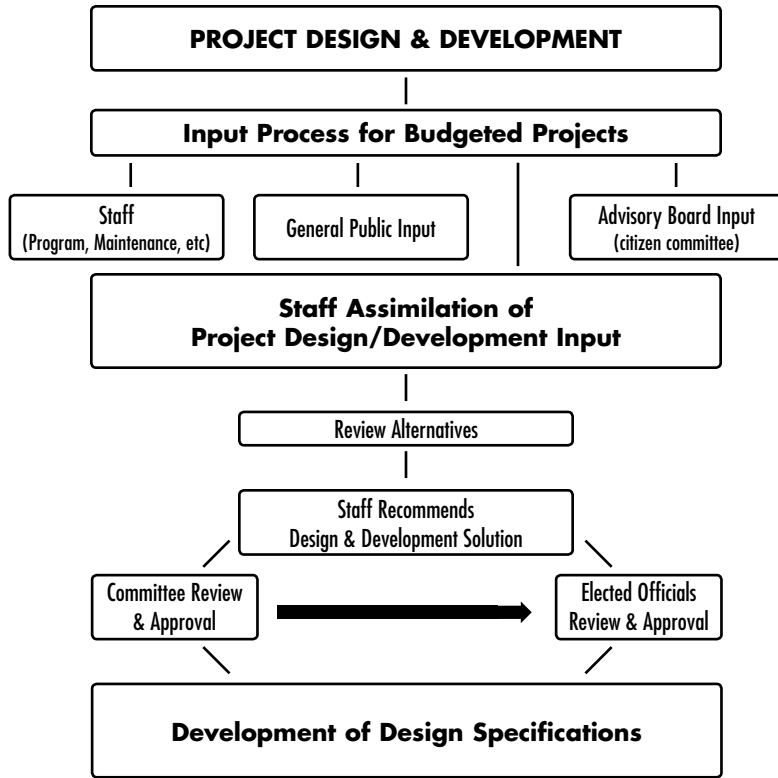 PROJECT DESIGN & DEVELOPMENT
Input Process for Budgeted Projects
Staff
(Program, Maintenance, etc)
General Public Input
Advisory Board Input
(citizen committee)
Staff Assimilation of
Project Design/Development Input
Review Alternatives
Staff Recommends
Design & Development Solution
Committee Review
& Approval
Elected Officials
Review & Approval
Development of Design Specifications